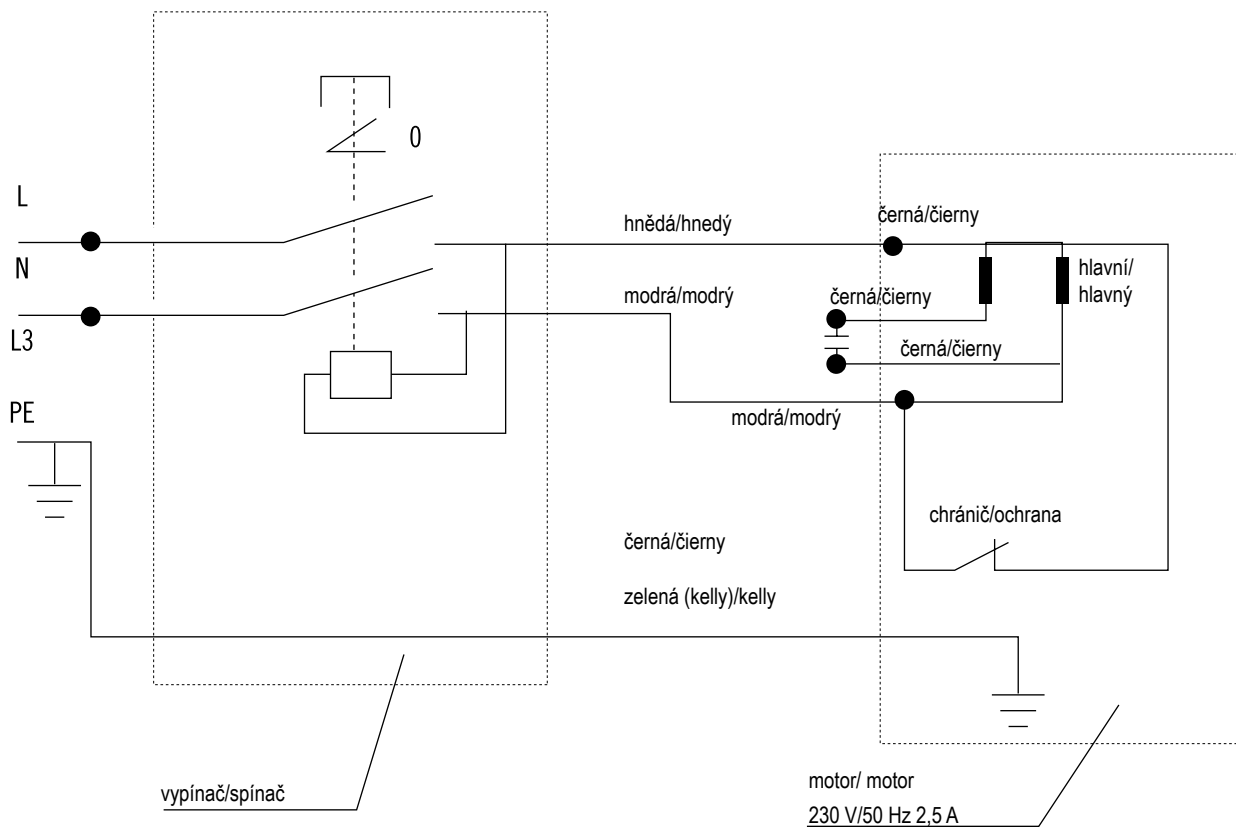 0
L
N
L3
PE
hnědá/hnedý
modrá/modrý
černá/čierny
černá/čierny
hlavní/
hlavný
černá/čierny
modrá/modrý
chránič/ochrana
černá/čierny
zelená (kelly)/kelly
vypínač/spínač
motor/ motor
230 V/50 Hz 2,5 A